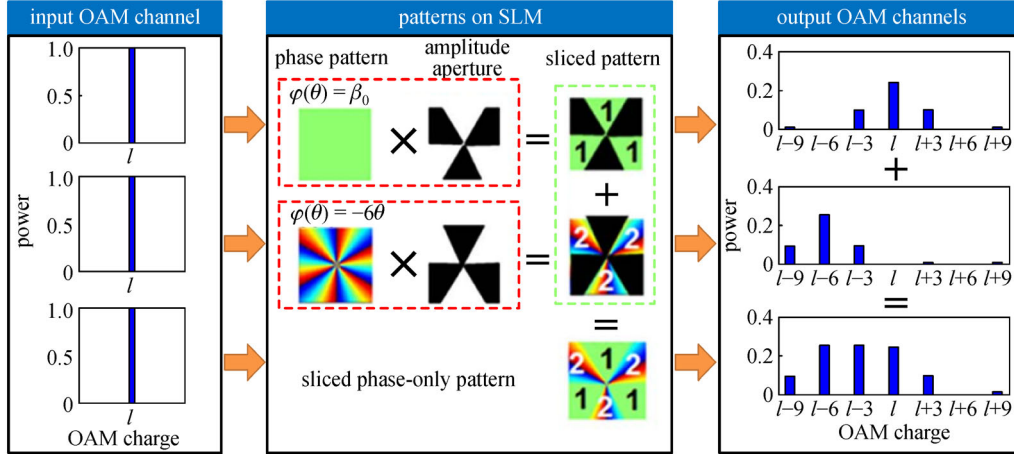 input OAM channel
patterns on SLM
output OAM channels
power
1.0
0.5
0
l
1.0
0.5
0
l
1.0
0.5
0
l
OAM charge
phase pattern
amplitude
aperture
sliced pattern
φ(θ) = β₀
×
=
1
1 1
+
φ(θ) = −6θ
×
=
2 2
2
=
sliced phase-only pattern
1
2 2
1 2 1
power
0.4
0.2
0
l−9 l−6 l−3 l l+3 l+6 l+9
+
0.4
0.2
0
l−9 l−6 l−3 l l+3 l+6 l+9
=
0.4
0.2
0
l−9 l−6 l−3 l l+3 l+6 l+9
OAM charge